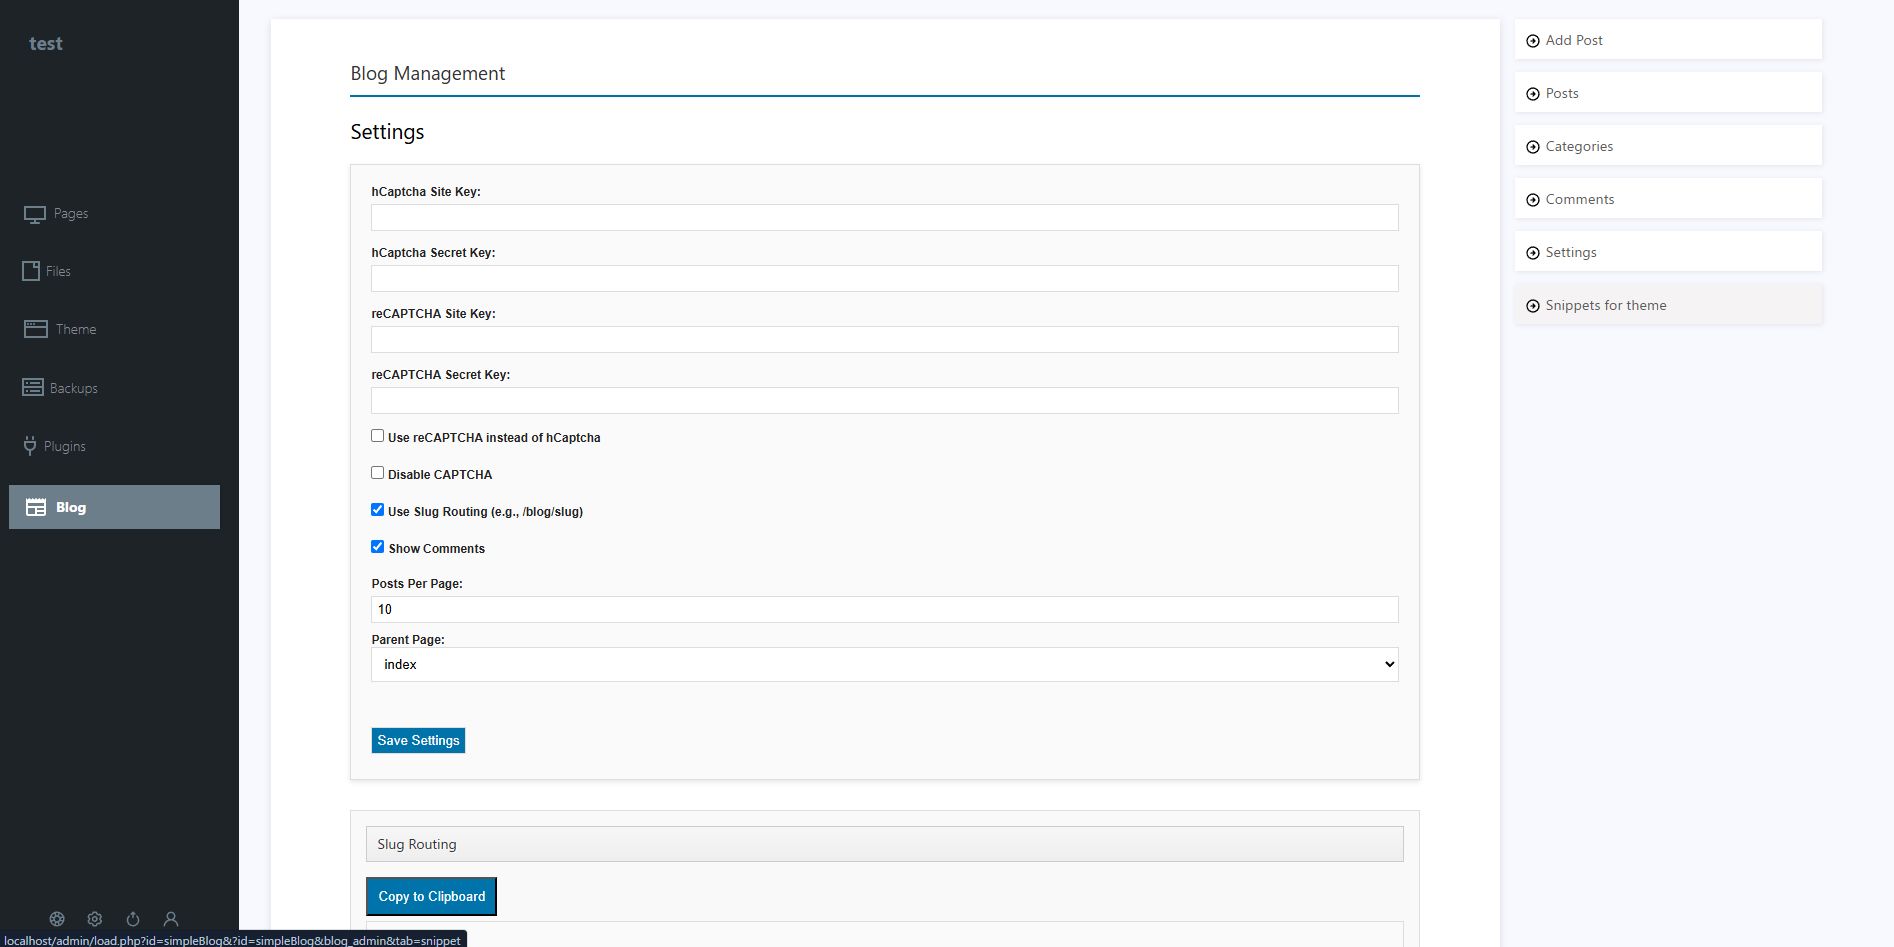 test
Pages
Files
Theme
Backups
Plugins
Blog
Blog Management
Settings
hCaptcha Site Key:
hCaptcha Secret Key:
reCAPTCHA Site Key:
reCAPTCHA Secret Key:
Use reCAPTCHA instead of hCaptcha
Disable CAPTCHA
Use Slug Routing (e.g., /blog/slug)
Show Comments
Posts Per Page:
10
Parent Page:
index
Save Settings
Slug Routing
Copy to Clipboard
Add Post
Posts
Categories
Comments
Settings
Snippets for theme
localhost/admin/load.php?id=simpleBlog&?id=simpleBlog&blog_admin&tab=snippet